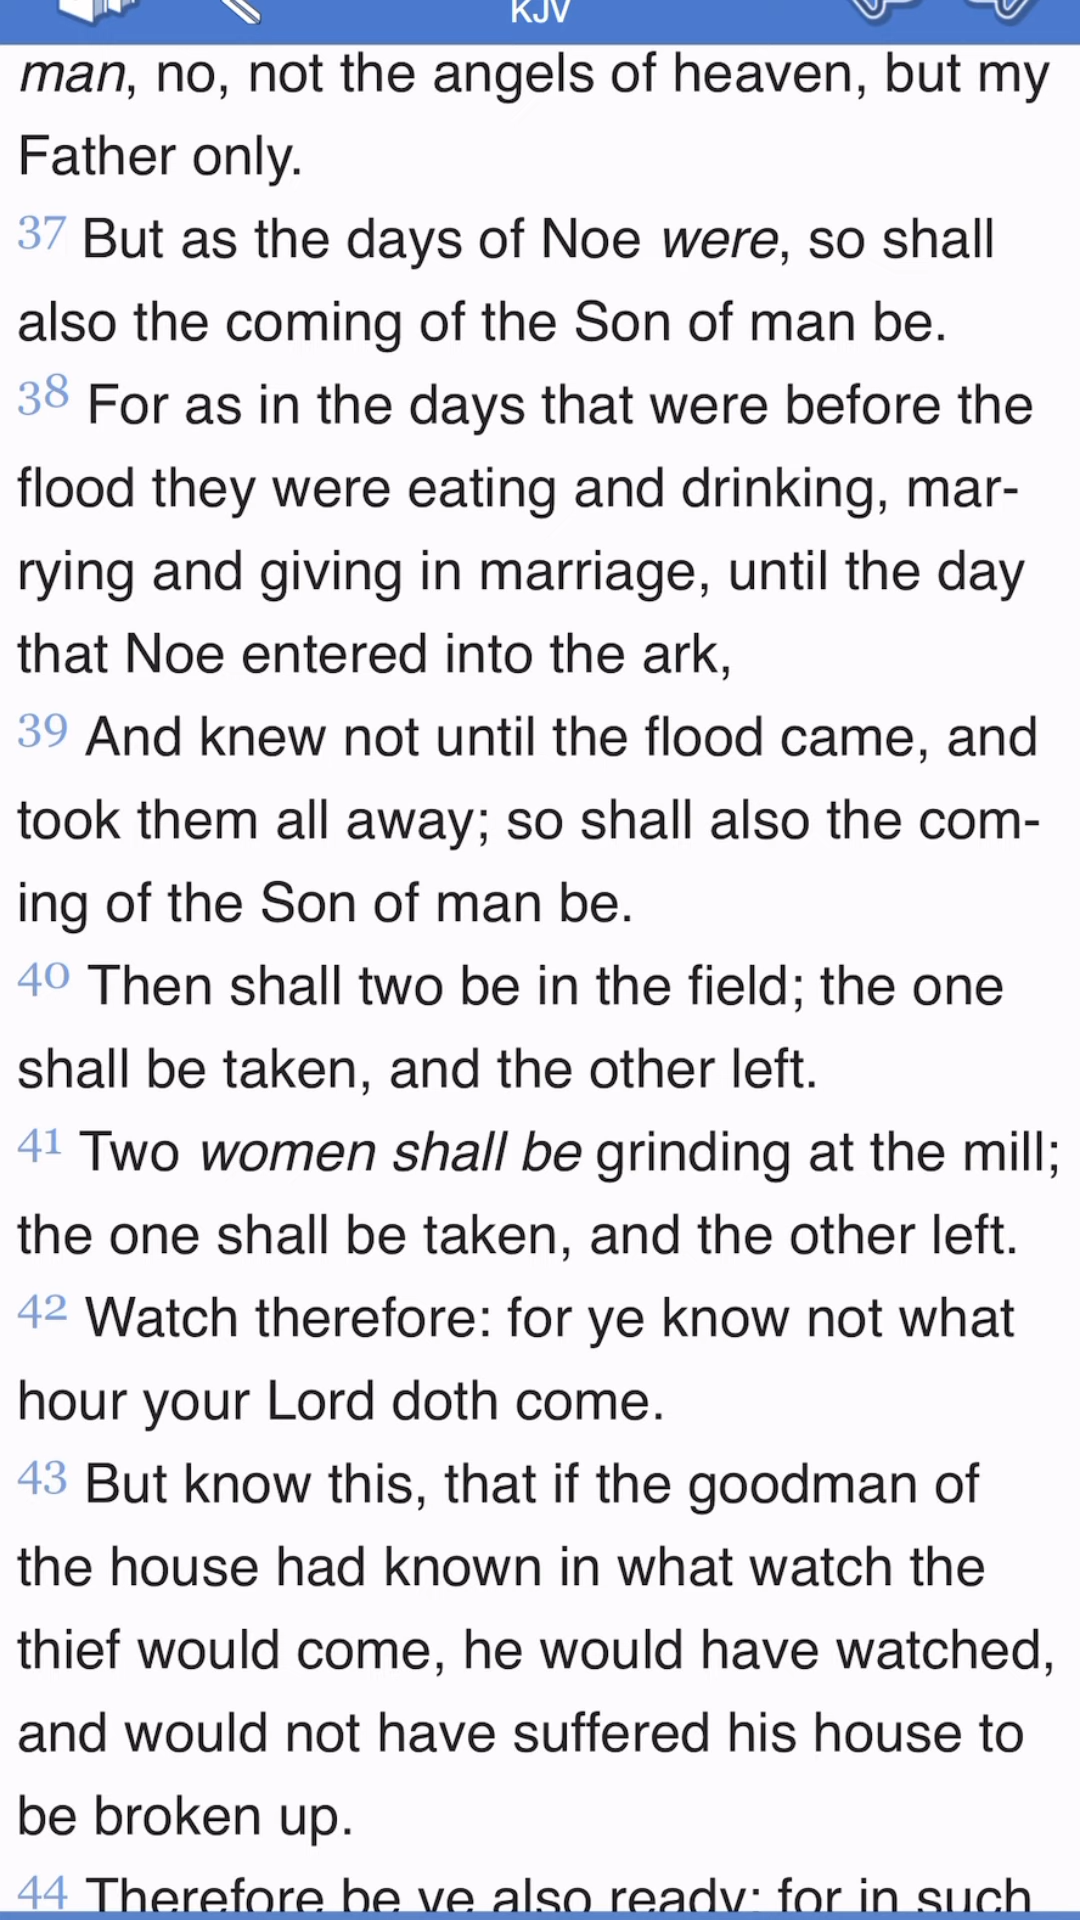 KJV
man, no, not the angels of heaven, but my
Father only.
37 But as the days of Noe were, so shall
also the coming of the Son of man be.
38 For as in the days that were before the
flood they were eating and drinking, mar-
rying and giving in marriage, until the day
that Noe entered into the ark,
39 And knew not until the flood came, and
took them all away; so shall also the com-
ing of the Son of man be.
40 Then shall two be in the field; the one
shall be taken, and the other left.
41 Two women shall be grinding at the mill;
the one shall be taken, and the other left.
42 Watch therefore: for ye know not what
hour your Lord doth come.
43 But know this, that if the goodman of
the house had known in what watch the
thief would come, he would have watched,
and would not have suffered his house to
be broken up.
44 Therefore be ye also ready: for in such